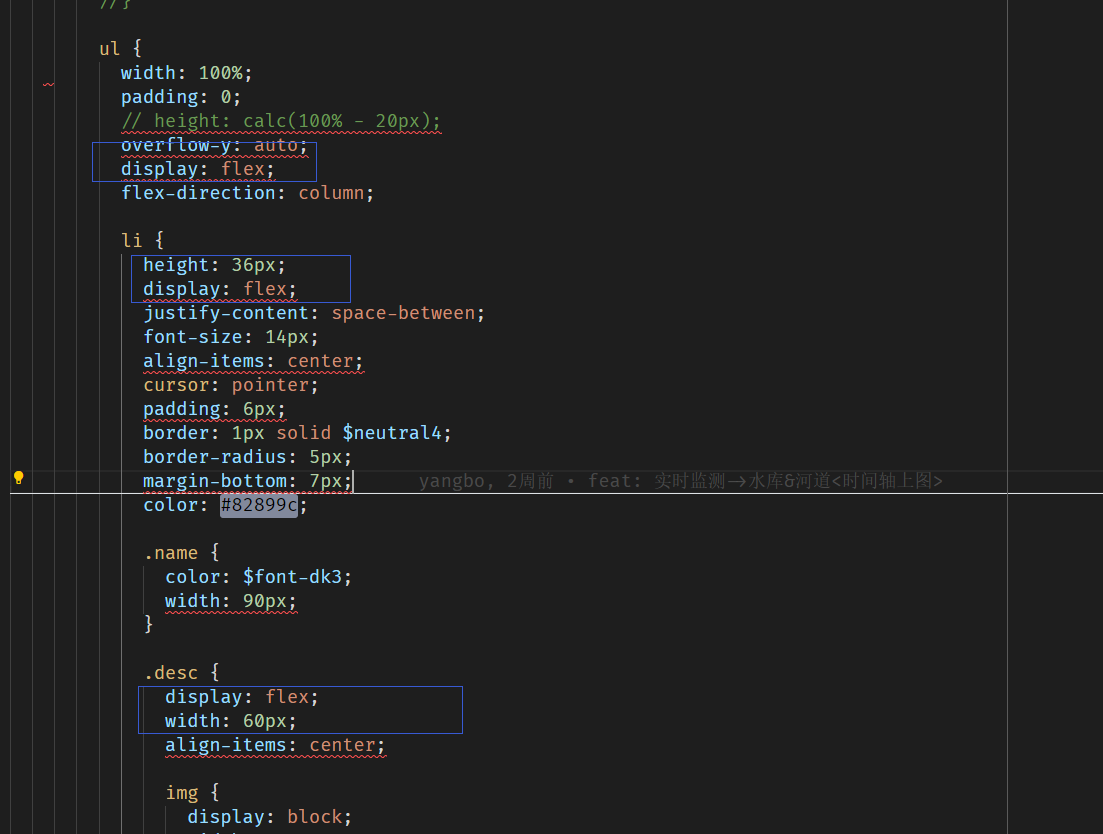 //}
ul {
width: 100%;
padding: 0;
// height: calc(100% - 20px);
overflow-y: auto;
display: flex;
flex-direction: column;
li {
height: 36px;
display: flex;
justify-content: space-between;
font-size: 14px;
align-items: center;
cursor: pointer;
padding: 6px;
border: 1px solid $neutral4;
border-radius: 5px;
margin-bottom: 7px; yangbo, 2周前 • feat: 实时监测->水库&河道<时间轴上图>
color: #82899c;
.name {
color: $font-dk3;
width: 90px;
}
.desc {
display: flex;
width: 60px;
align-items: center;
img {
display: block;